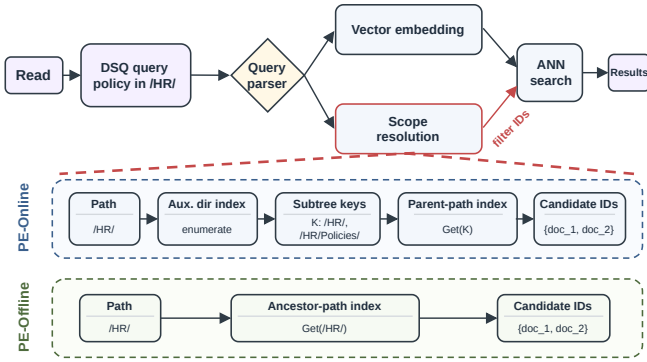 Read
DSQ query
policy in /HR/
Query
parser
Vector embedding
Scope
resolution
filter IDs
ANN
search
Results
PE-Online
Path
/HR/
Aux. dir index
enumerate
Subtree keys
K: /HR/,
/HR/Policies/
Parent-path index
Get(K)
Candidate IDs
{doc_1, doc_2}
PE-Offline
Path
/HR/
Ancestor-path index
Get(/HR/)
Candidate IDs
{doc_1, doc_2}